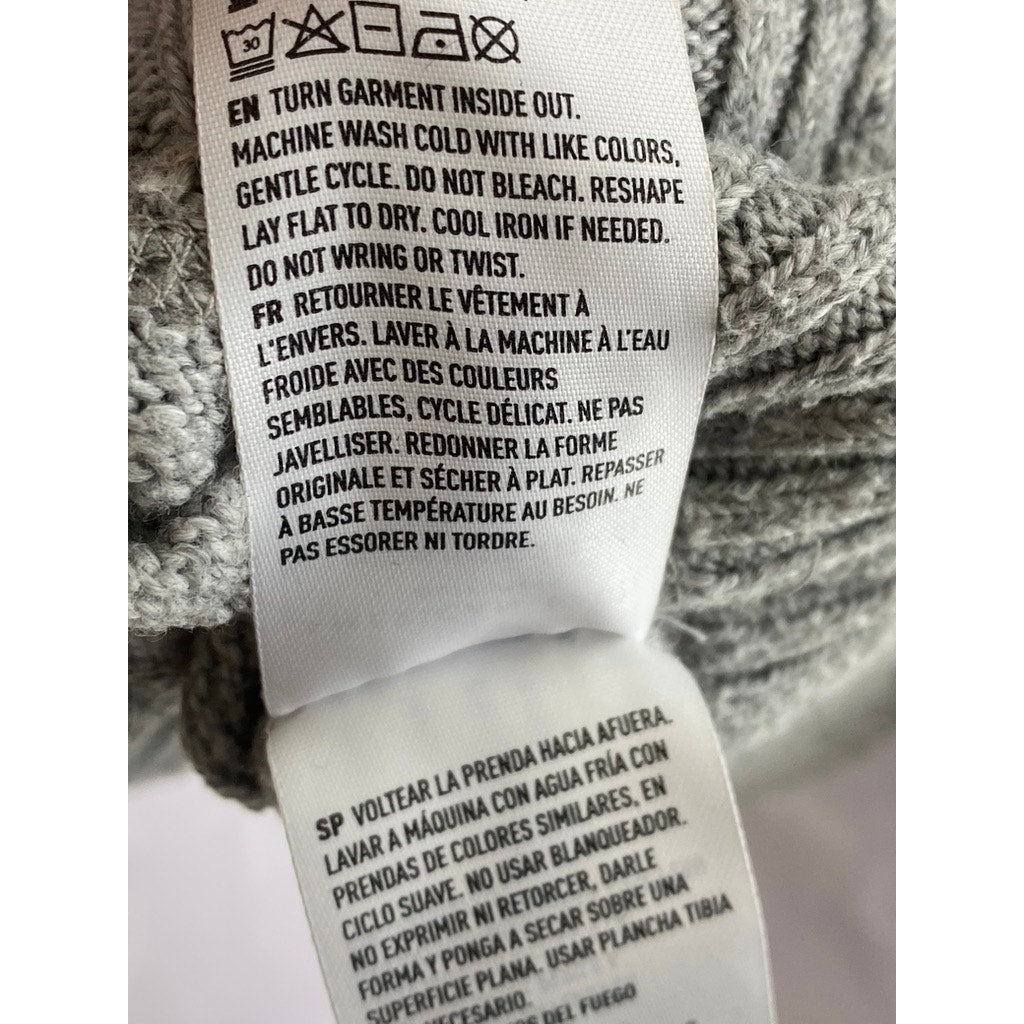 30
EN TURN GARMENT INSIDE OUT.
MACHINE WASH COLD WITH LIKE COLORS,
GENTLE CYCLE. DO NOT BLEACH. RESHAPE
LAY FLAT TO DRY. COOL IRON IF NEEDED.
DO NOT WRING OR TWIST.
FR RETOURNER LE VÊTEMENT À
L'ENVERS. LAVER À LA MACHINE À L'EAU
FROIDE AVEC DES COULEURS
SEMBLABLES, CYCLE DÉLICAT. NE PAS
JAVELLISER. REDONNER LA FORME
ORIGINALE ET SÉCHER À PLAT. REPASSER
À BASSE TEMPÉRATURE AU BESOIN. NE
PAS ESSORER NI TORDRE.
SP VOLTEAR LA PRENDA HACIA AFUERA.
LAVAR A MÁQUINA CON AGUA FRÍA CON
PRENDAS DE COLORES SIMILARES, EN
CICLO SUAVE. NO USAR BLANQUEADOR.
NO EXPRIMIR NI RETORCER, DARLE
FORMA Y PONGA A SECAR SOBRE UNA
SUPERFICIE PLANA. USAR PLANCHA TIBIA
NECESARIO.
DEL FUEGO